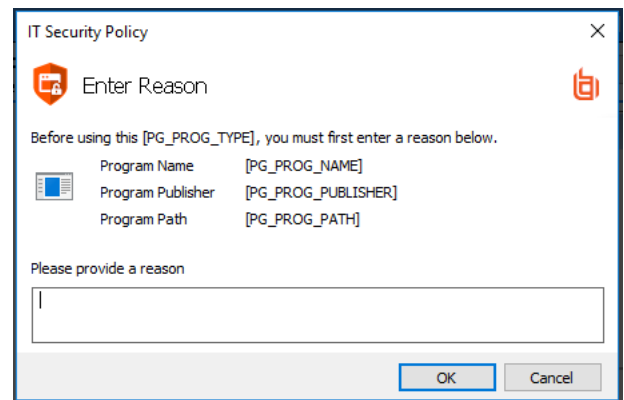 IT Security Policy
Enter Reason
Before using this [PG_PROG_TYPE], you must first enter a reason below.
Program Name [PG_PROG_NAME]
Program Publisher [PG_PROG_PUBLISHER]
Program Path [PG_PROG_PATH]
Please provide a reason
OK Cancel